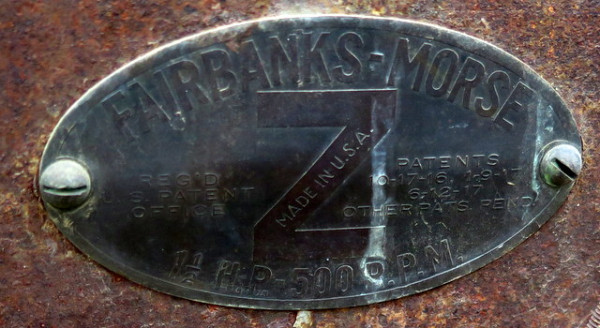 FAIRBANKS-MORSE
Z
MADE IN U.S.A.
REG'D
U.S. PATENT
OFFICE
PATENTS
10-17-16 1-9-17
6-12-17
OTHER PATS PEND.
1½ H.P.-500 R.P.M.